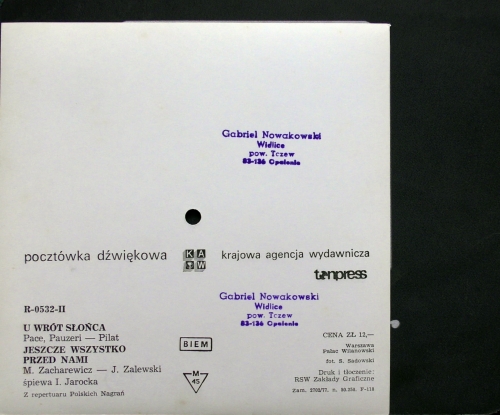 Gabriel Nowakowski
Widlice
pow. Tczew
83-136 Opalenie
pocztówka dźwiękowa
KAW
krajowa agencja wydawnicza
tonpress
Gabriel Nowakowski
Widlice
pow. Tczew
83-136 Opalenie
R-0532-II
U WRÓT SŁOŃCA
Pace, Pauzeri — Pilat
JESZCZE WSZYSTKO
PRZED NAMI
M. Zacharewicz — J. Zalewski
śpiewa I. Jarocka
Z repertuaru Polskich Nagrań
BIEM
M
45
CENA ZŁ 12,—
Warszawa
Pałac Wilanowski
fot. S. Sadowski
Druk i tłoczenie:
RSW Zakłady Graficzne